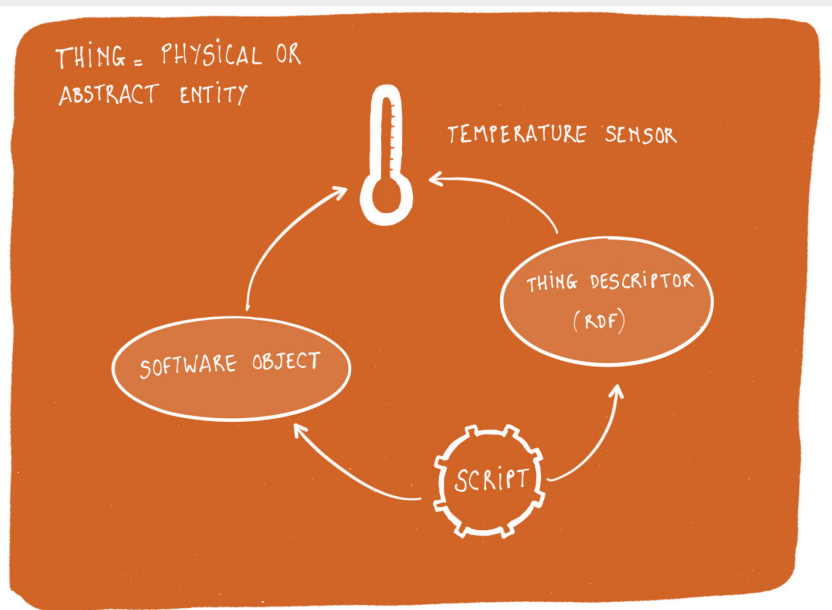 THING = PHYSICAL OR
ABSTRACT ENTITY
TEMPERATURE SENSOR
THING DESCRIPTOR
(RDF)
SOFTWARE OBJECT
SCRIPT